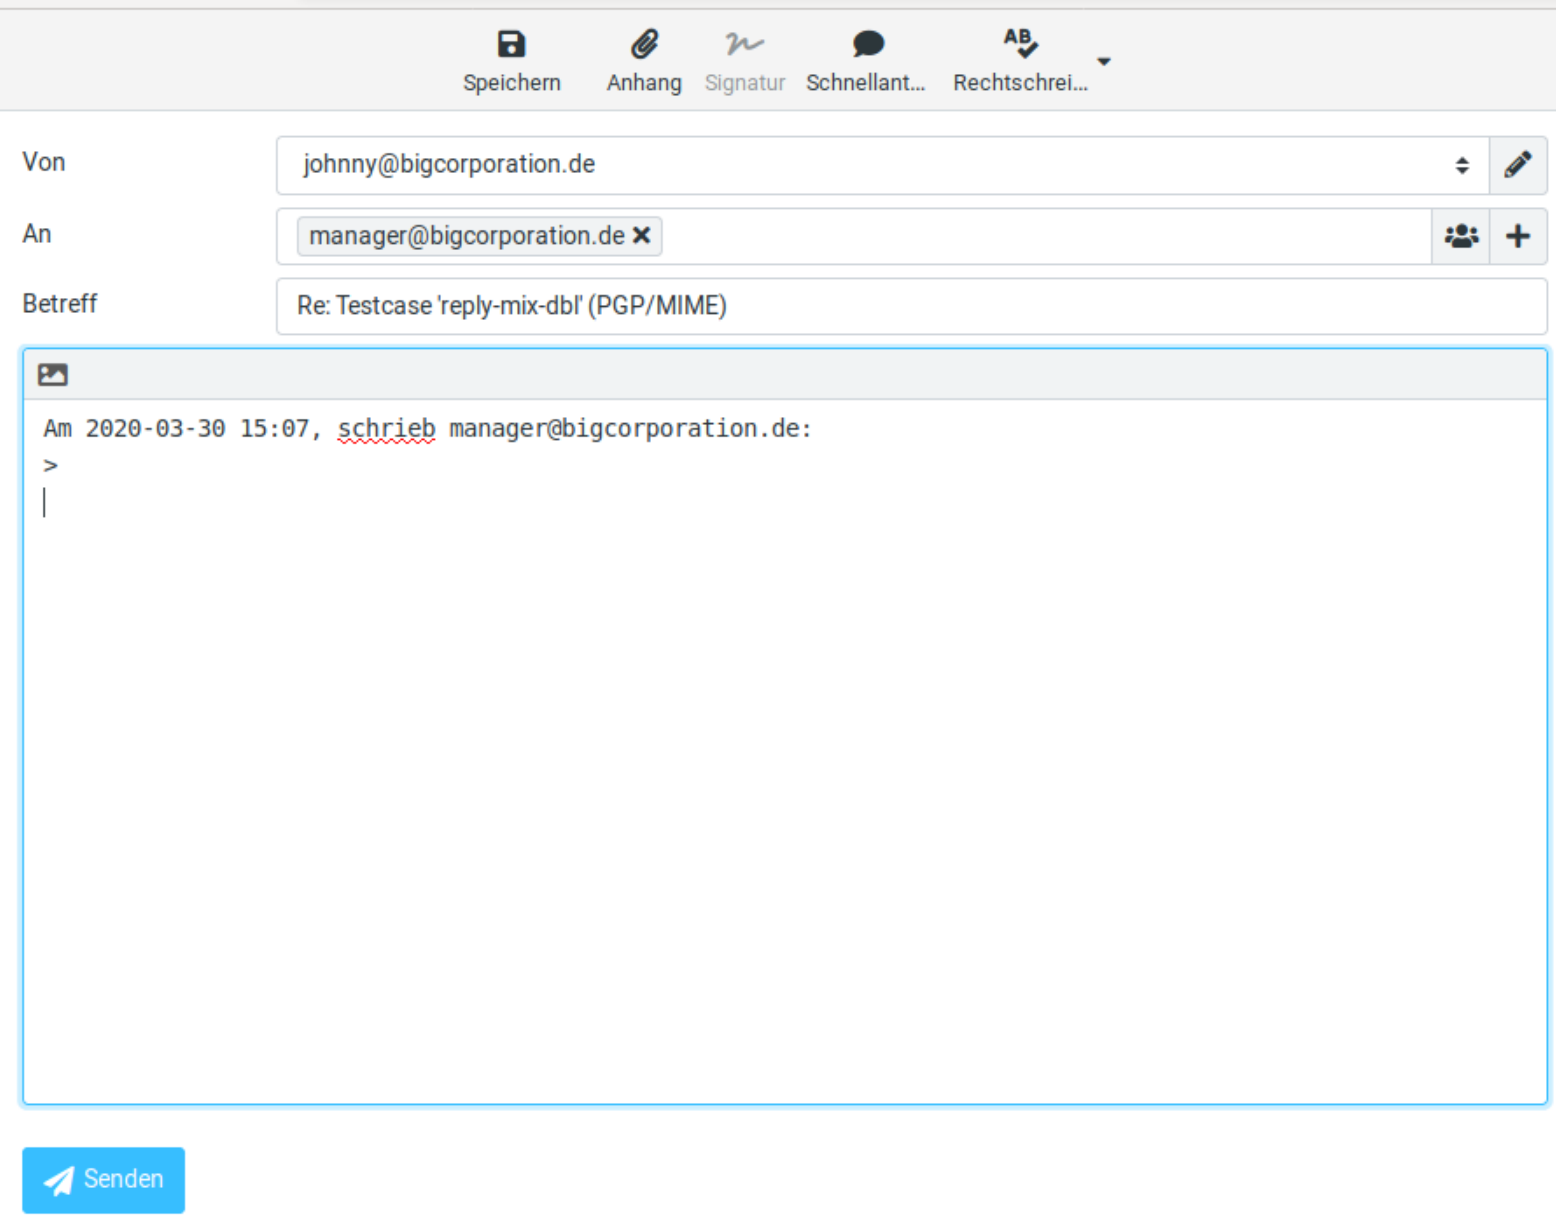 Speichern Anhang Signatur Schnellant... AB Rechtschrei...
Von johnny@bigcorporation.de
An manager@bigcorporation.de
Betreff Re: Testcase 'reply-mix-dbl' (PGP/MIME)
Am 2020-03-30 15:07, schrieb manager@bigcorporation.de:
>
Senden